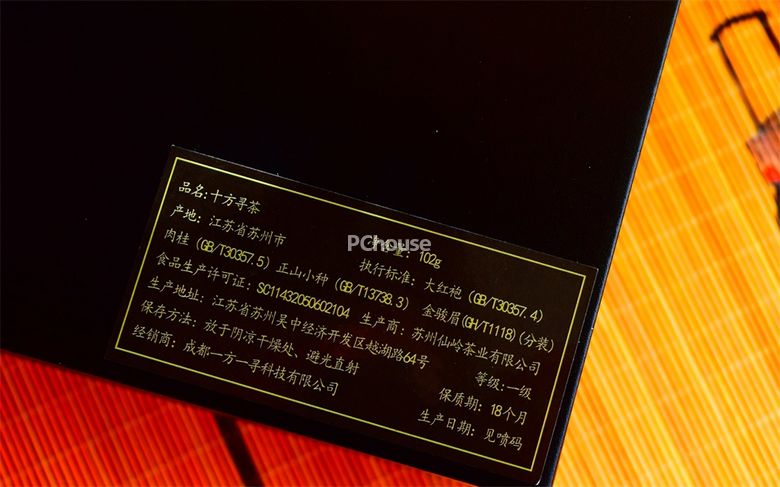 品名:十方寻茶
产地: 江苏省苏州市 量: 102g
执行标准: 大红袍 (GB/T30357.4)
肉桂 (GB/T30357.5) 正山小种 (GB/T13738.3) 金骏眉(GH/T1118)(分装)
食品生产许可证: SC11432050602104 生产商: 苏州仙岭茶业有限公司
生产地址: 江苏省苏州吴中经济开发区越湖路64号 等级:一级
保存方法: 放于阴凉干燥处、避光直射 保质期: 18个月
经销商: 成都一方一寻科技有限公司 生产日期: 见喷码
PChouse